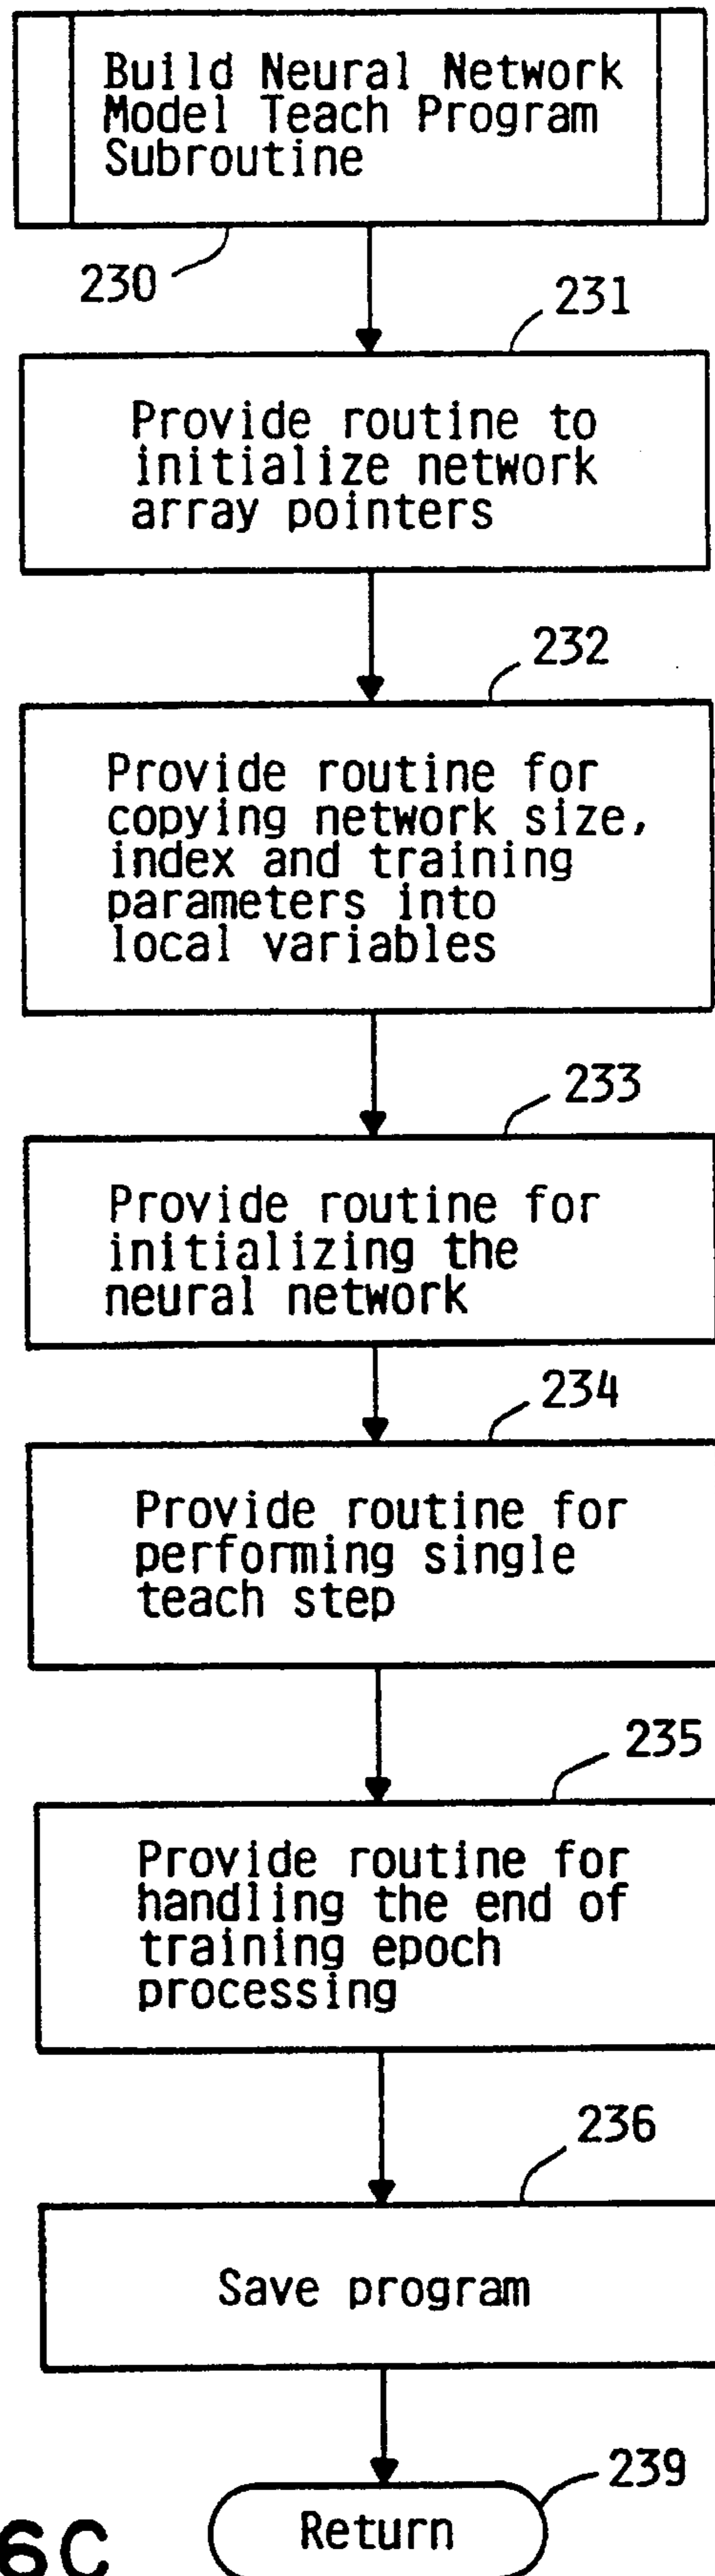 Build Neural Network
Model Teach Program
Subroutine
230
231
Provide routine to
initialize network
array pointers
232
Provide routine for
copying network size,
index and training
parameters into
local variables
233
Provide routine for
initializing the
neural network
234
Provide routine for
performing single
teach step
235
Provide routine for
handling the end of
training epoch
processing
236
Save program
239
Return
6C